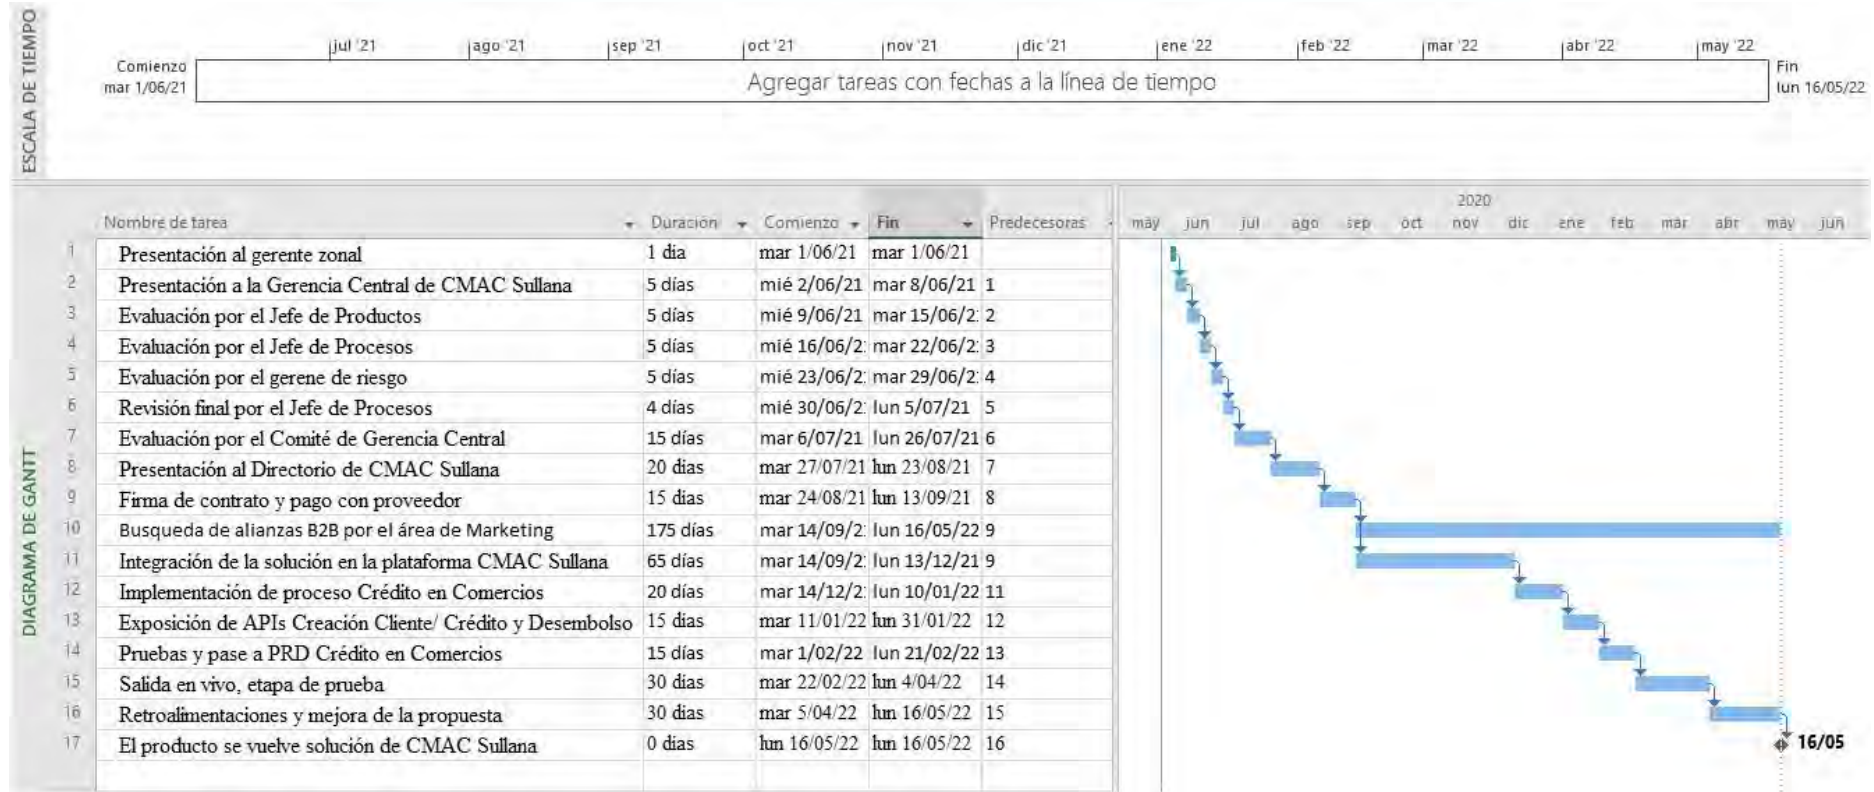 ESCALA DE TIEMPO
jul '21 ago '21 sep '21 oct '21 nov '21 dic '21 ene '22 feb '22 mar '22 abr '22 may '22
Comienzo
mar 1/06/21
Agregar tareas con fechas a la línea de tiempo
Fin
lun 16/05/22
DIAGRAMA DE GANTT
2020
Nombre de tarea Duración Comienzo Fin Predecesoras may jun jul ago sep oct nov dic ene feb mar abr may jun
1 Presentación al gerente zonal 1 dia mar 1/06/21 mar 1/06/21
2 Presentación a la Gerencia Central de CMAC Sullana 5 días mié 2/06/21 mar 8/06/21 1
3 Evaluación por el Jefe de Productos 5 días mié 9/06/21 mar 15/06/2 2
4 Evaluación por el Jefe de Procesos 5 días mié 16/06/2 mar 22/06/2 3
5 Evaluación por el gerene de riesgo 5 días mié 23/06/2 mar 29/06/2 4
6 Revisión final por el Jefe de Procesos 4 días mié 30/06/2 lun 5/07/21 5
7 Evaluación por el Comité de Gerencia Central 15 días mar 6/07/21 lun 26/07/21 6
8 Presentación al Directorio de CMAC Sullana 20 dias mar 27/07/21 lun 23/08/21 7
9 Firma de contrato y pago con proveedor 15 dias mar 24/08/21 lun 13/09/21 8
10 Busqueda de alianzas B2B por el área de Marketing 175 días mar 14/09/2 lun 16/05/22 9
11 Integración de la solución en la plataforma CMAC Sullana 65 días mar 14/09/2 lun 13/12/21 9
12 Implementación de proceso Crédito en Comercios 20 días mar 14/12/2 lun 10/01/22 11
13 Exposición de APIs Creación Cliente/ Crédito y Desembolso 15 días mar 11/01/22 lun 31/01/22 12
14 Pruebas y pase a PRD Crédito en Comercios 15 días mar 1/02/22 lun 21/02/22 13
15 Salida en vivo, etapa de prueba 30 dias mar 22/02/22 lun 4/04/22 14
16 Retroalimentaciones y mejora de la propuesta 30 dias mar 5/04/22 lun 16/05/22 15
17 El producto se vuelve solución de CMAC Sullana 0 dias lun 16/05/22 lun 16/05/22 16
16/05